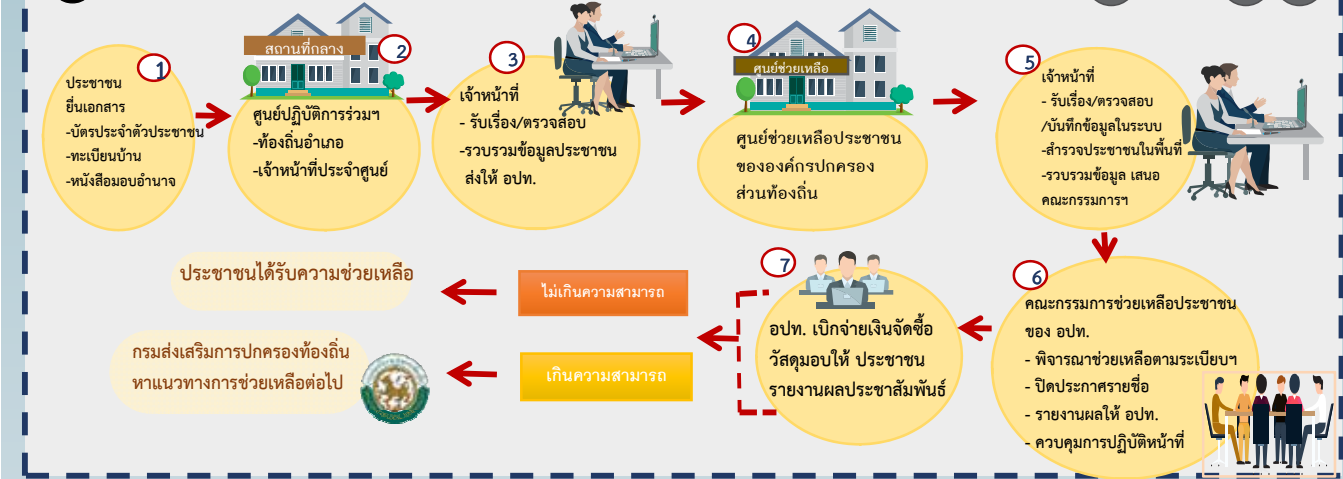 1
ประชาชน
ยื่นเอกสาร
-บัตรประจำตัวประชาชน
-ทะเบียนบ้าน
-หนังสือมอบอำนาจ
สถานที่กลาง
2
ศูนย์ปฏิบัติการร่วมฯ
-ท้องถิ่นอำเภอ
-เจ้าหน้าที่ประจำศูนย์
3
เจ้าหน้าที่
- รับเรื่อง/ตรวจสอบ
-รวบรวมข้อมูลประชาชน
ส่งให้ อปท.
4
ศูนย์ช่วยเหลือ
ศูนย์ช่วยเหลือประชาชน
ขององค์กรปกครอง
ส่วนท้องถิ่น
5
เจ้าหน้าที่
- รับเรื่อง/ตรวจสอบ
/บันทึกข้อมูลในระบบ
-สำรวจประชาชนในพื้นที่
-รวบรวมข้อมูล เสนอ
คณะกรรมการฯ
6
คณะกรรมการช่วยเหลือประชาชน
ของ อปท.
- พิจารณาช่วยเหลือตามระเบียบฯ
- ปิดประกาศรายชื่อ
- รายงานผลให้ อปท.
- ควบคุมการปฏิบัติหน้าที่
7
อปท. เบิกจ่ายเงินจัดซื้อ
วัสดุมอบให้ ประชาชน
รายงานผลประชาสัมพันธ์
ไม่เกินความสามารถ
ประชาชนได้รับความช่วยเหลือ
เกินความสามารถ
กรมส่งเสริมการปกครองท้องถิ่น
หาแนวทางการช่วยเหลือต่อไป